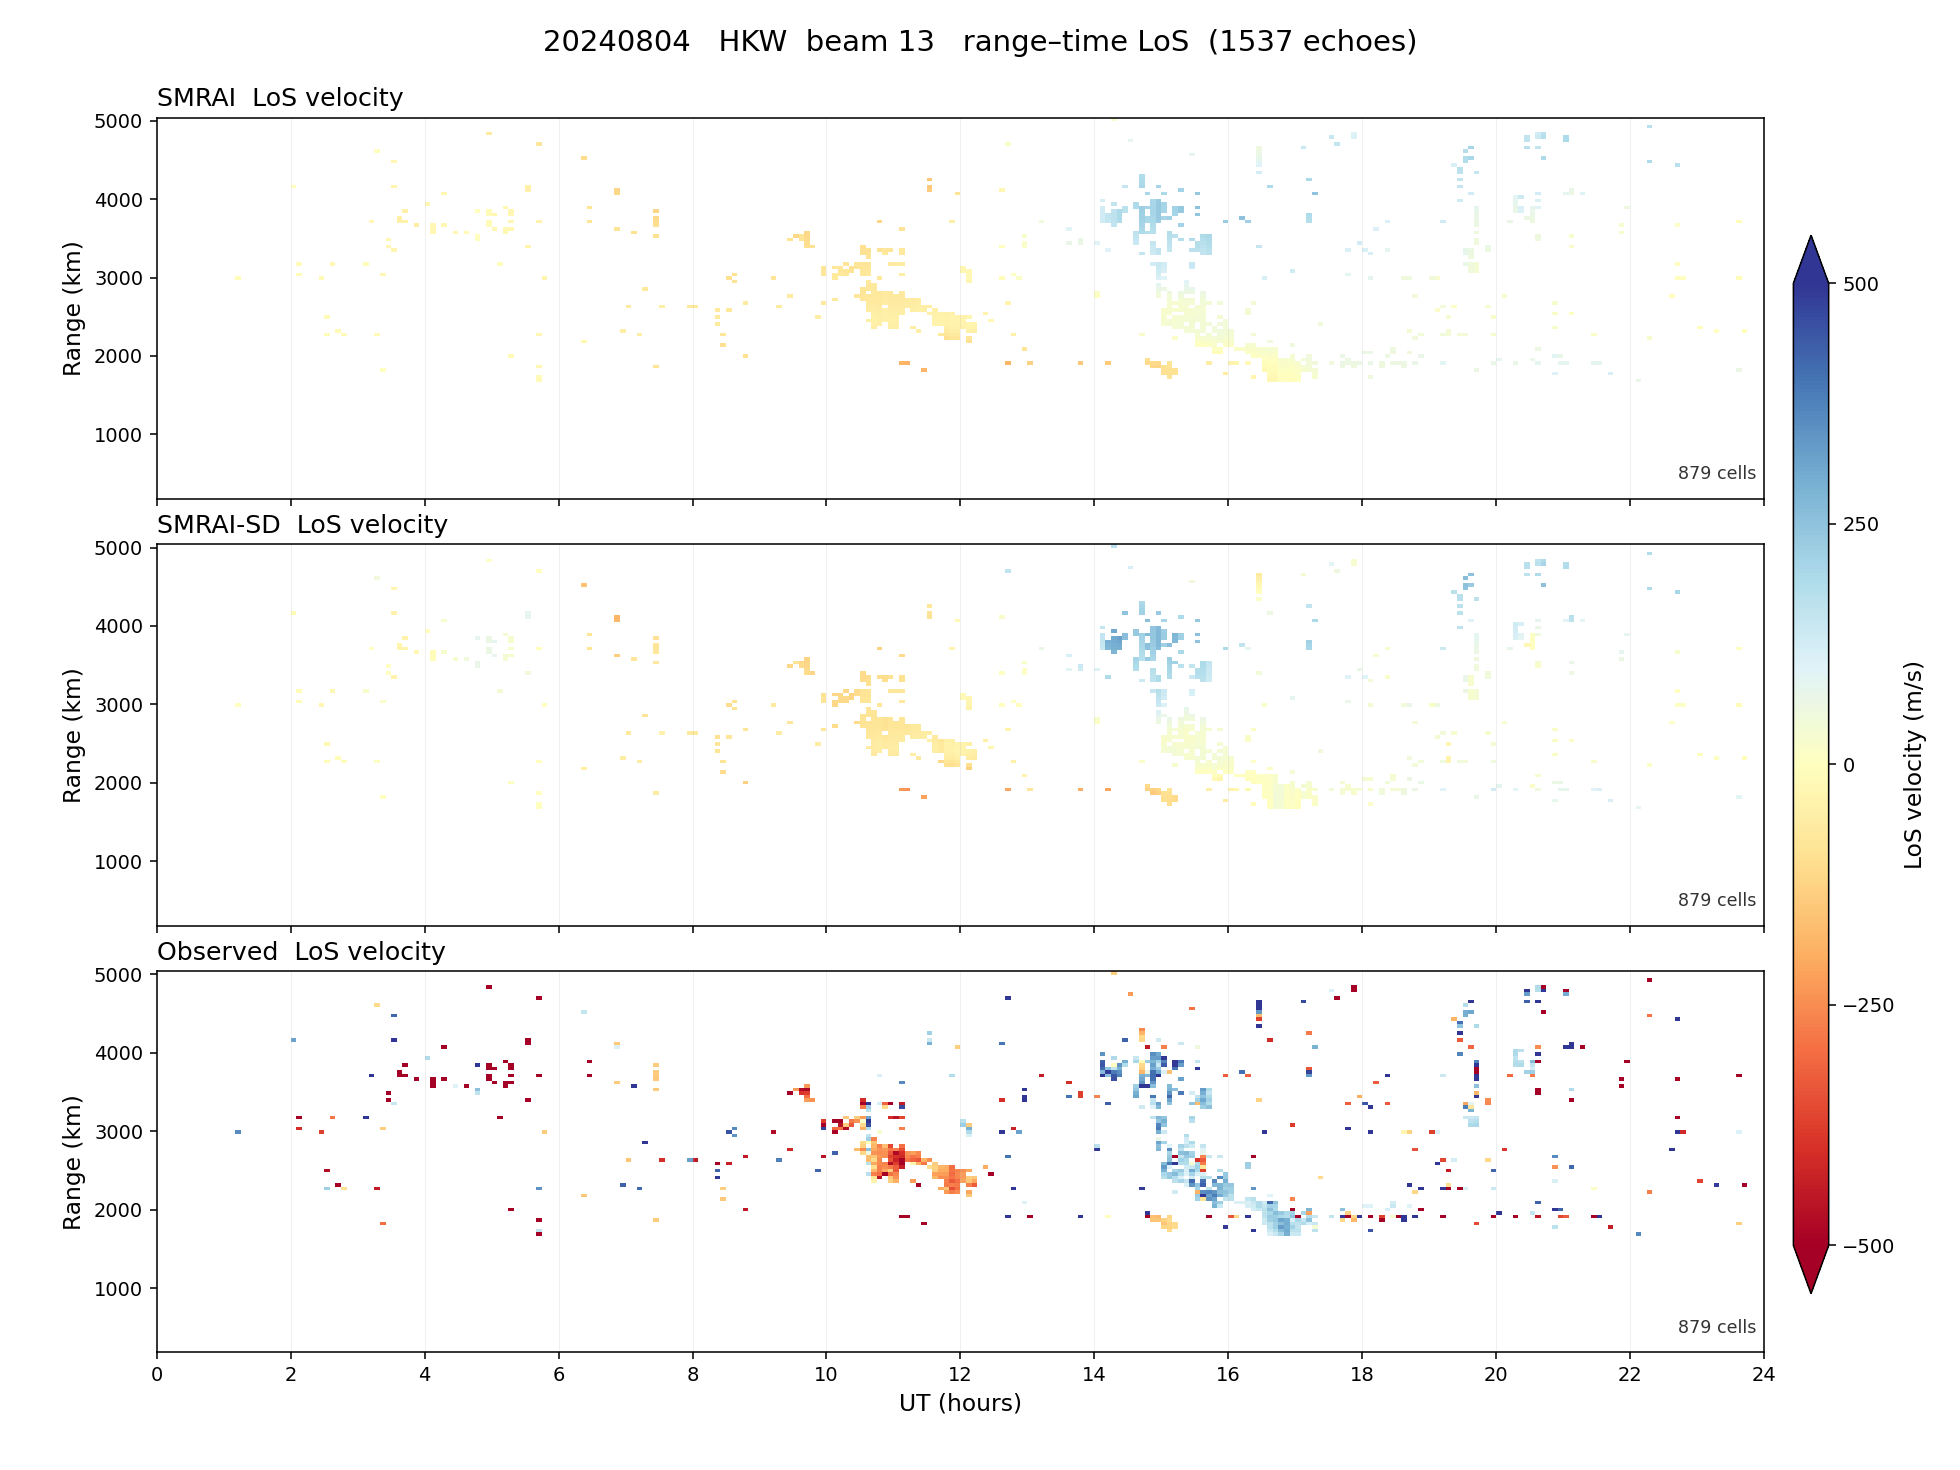 20240804 HKW beam 13 range–time LoS (1537 echoes)
SMRAI LoS velocity
5000
4000
3000
2000
1000
Range (km)
879 cells
SMRAI-SD LoS velocity
5000
4000
3000
2000
1000
Range (km)
879 cells
Observed LoS velocity
5000
4000
3000
2000
1000
Range (km)
879 cells
0 2 4 6 8 10 12 14 16 18 20 22 24
UT (hours)
500
250
0
−250
−500
LoS velocity (m/s)